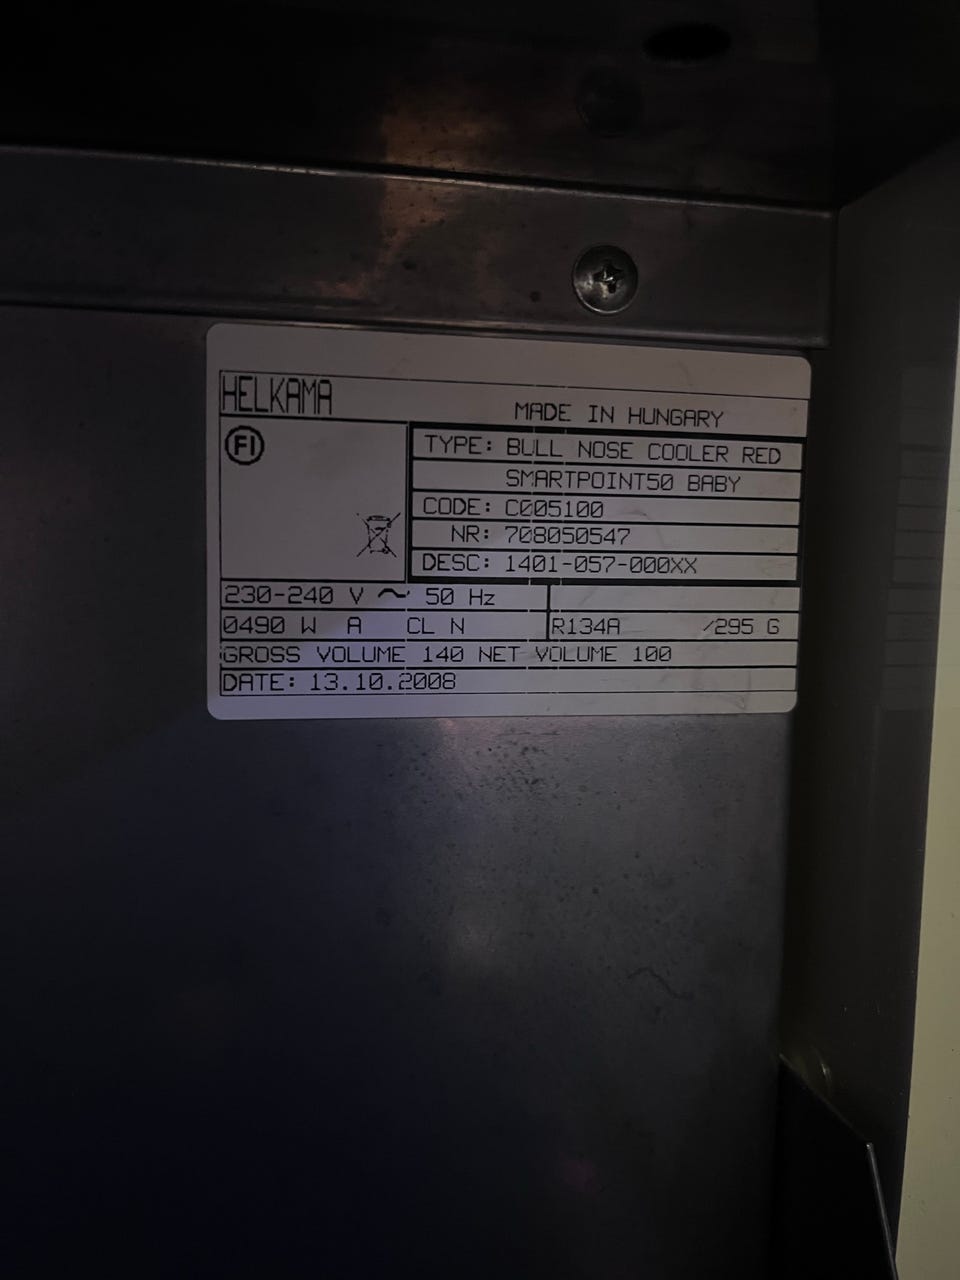 HELKAMA
MADE IN HUNGARY
FI
TYPE: BULL NOSE COOLER RED
SMARTPOINT50 BABY
CODE: C005100
NR: 708050547
DESC: 1401-057-000XX
230-240 V ~ 50 Hz
0490 W A CL N R134A /295 G
GROSS VOLUME 140 NET VOLUME 100
DATE: 13.10.2008